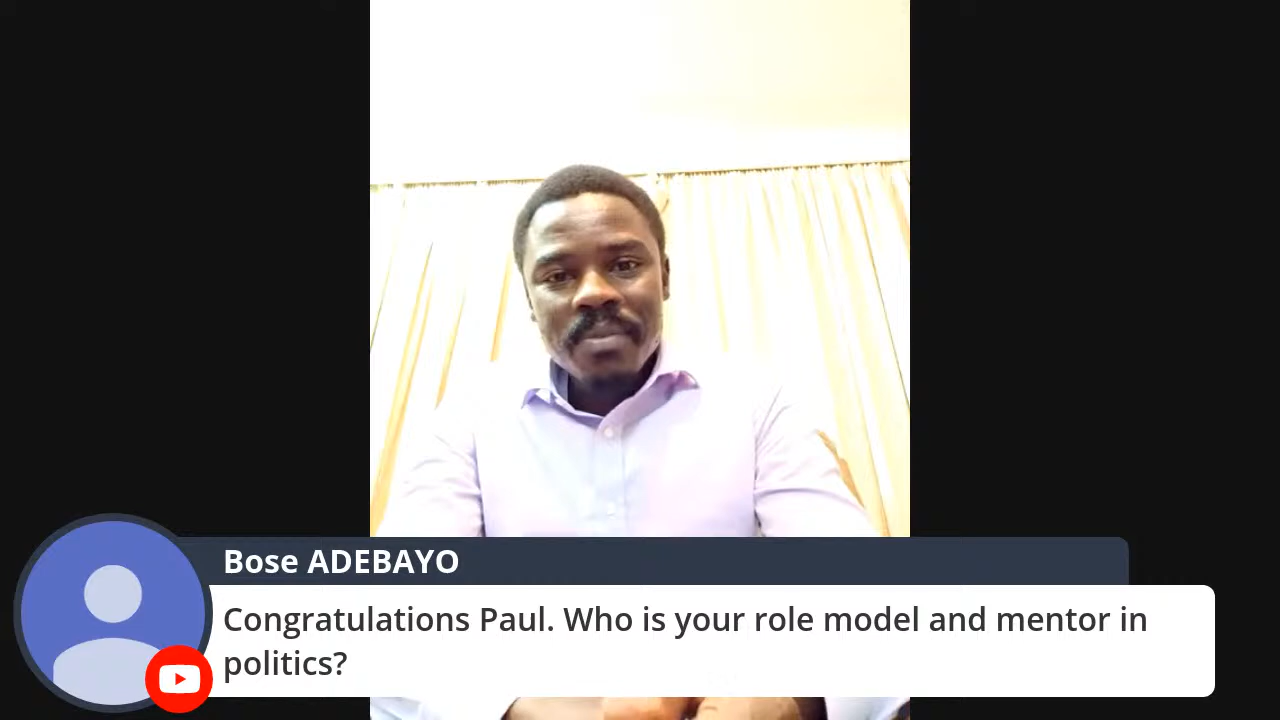 Bose ADEBAYO
Congratulations Paul. Who is your role model and mentor in
politics?